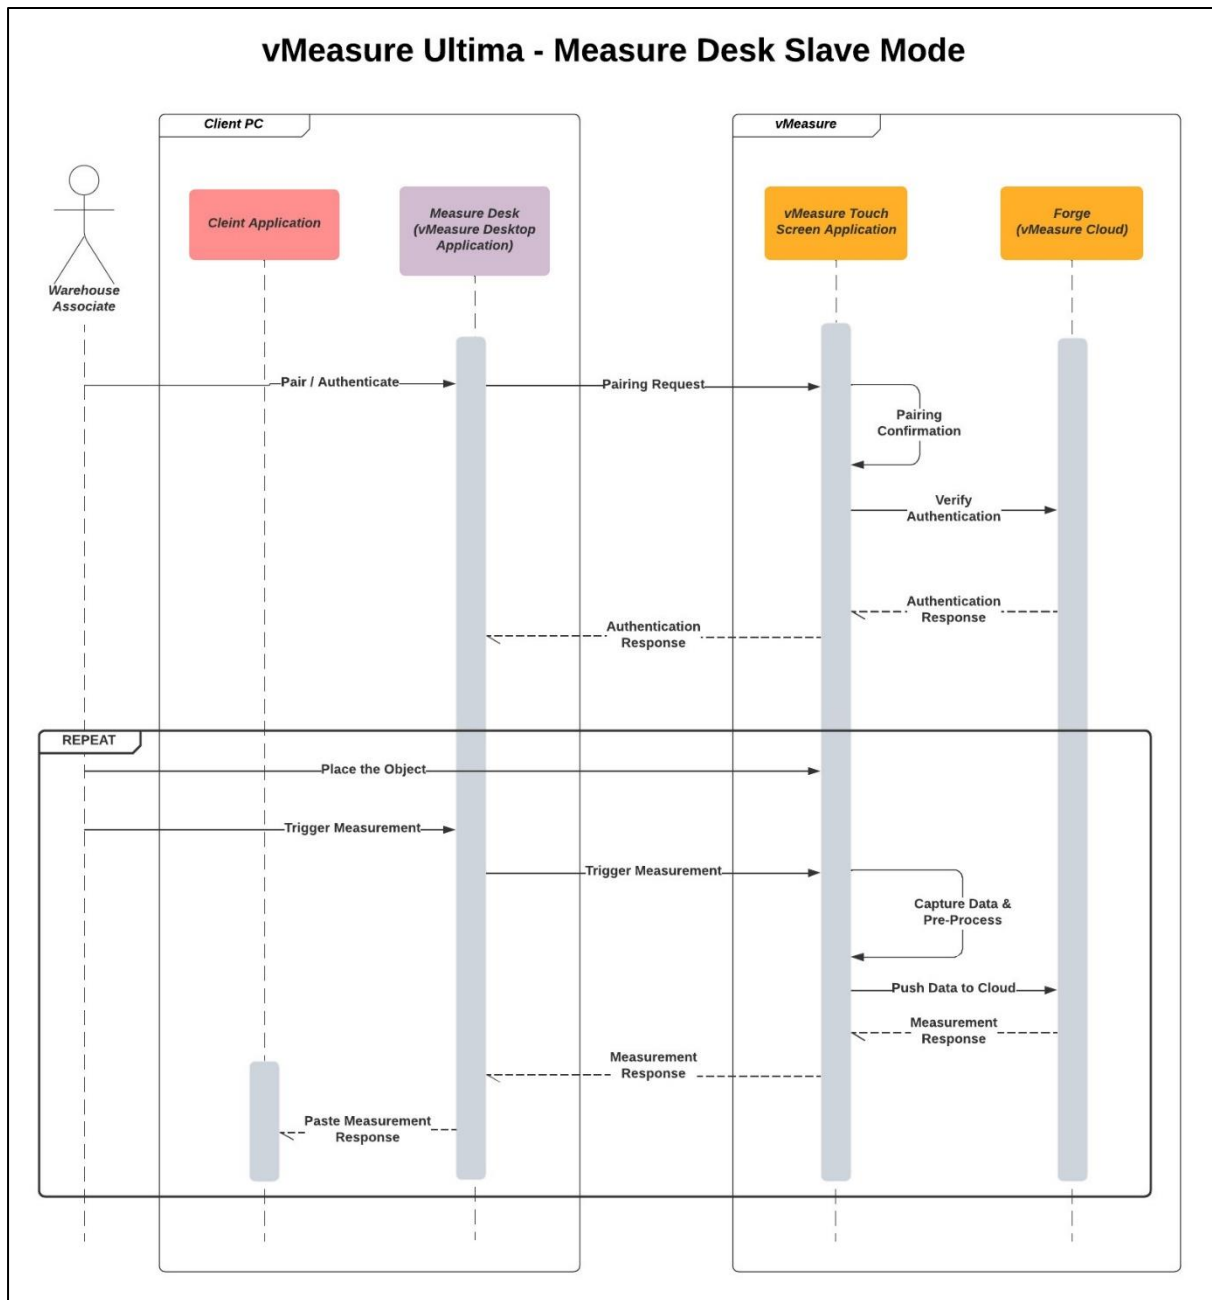 vMeasure Ultima - Measure Desk Slave Mode
Client PC
vMeasure
Warehouse
Associate
Cleint Application
Measure Desk
(vMeasure Desktop
Application)
vMeasure Touch
Screen Application
Forge
(vMeasure Cloud)
Pair / Authenticate
Pairing Request
Pairing
Confirmation
Verify
Authentication
Authentication
Response
Authentication
Response
REPEAT
Place the Object
Trigger Measurement
Trigger Measurement
Capture Data &
Pre-Process
Push Data to Cloud
Measurement
Response
Measurement
Response
Paste Measurement
Response